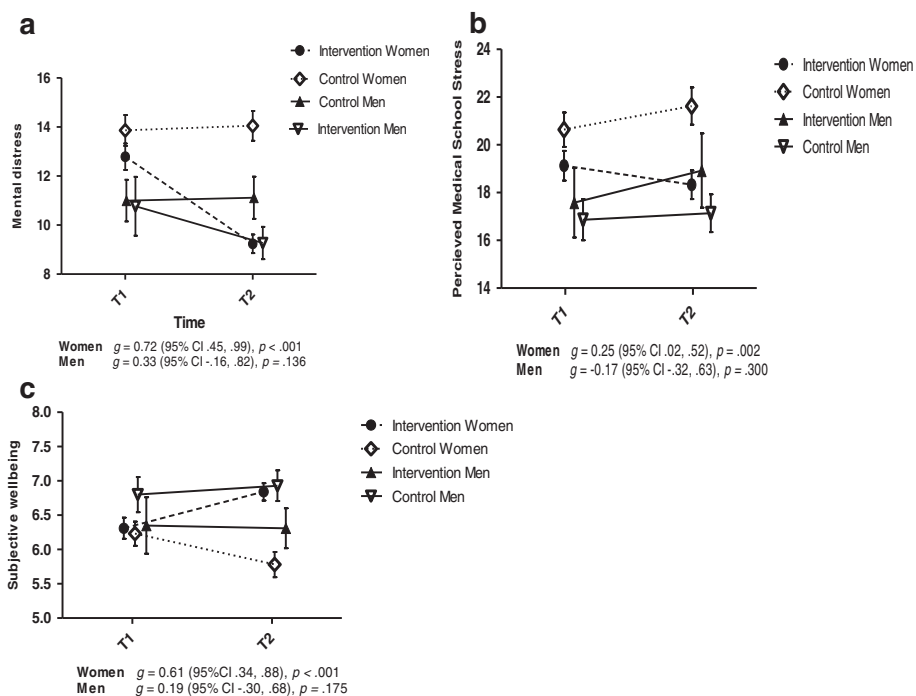 a
Intervention Women
Control Women
Control Men
Intervention Men
16
14
12
10
8
Mental distress
T1
T2
Time
Women g = 0.72 (95% CI .45, .99), p < .001
Men g = 0.33 (95% CI -.16, .82), p = .136
b
Intervention Women
Control Women
Intervention Men
Control Men
24
22
20
18
16
14
Percieved Medical School Stress
T1
T2
Women g = 0.25 (95% CI .02, .52), p = .002
Men g = -0.17 (95% CI -.32, .63), p = .300
c
Intervention Women
Control Women
Intervention Men
Control Men
8.0
7.5
7.0
6.5
6.0
5.5
5.0
Subjective wellbeing
T1
T2
Women g = 0.61 (95%CI .34, .88), p < .001
Men g = 0.19 (95% CI -.30, .68), p = .175